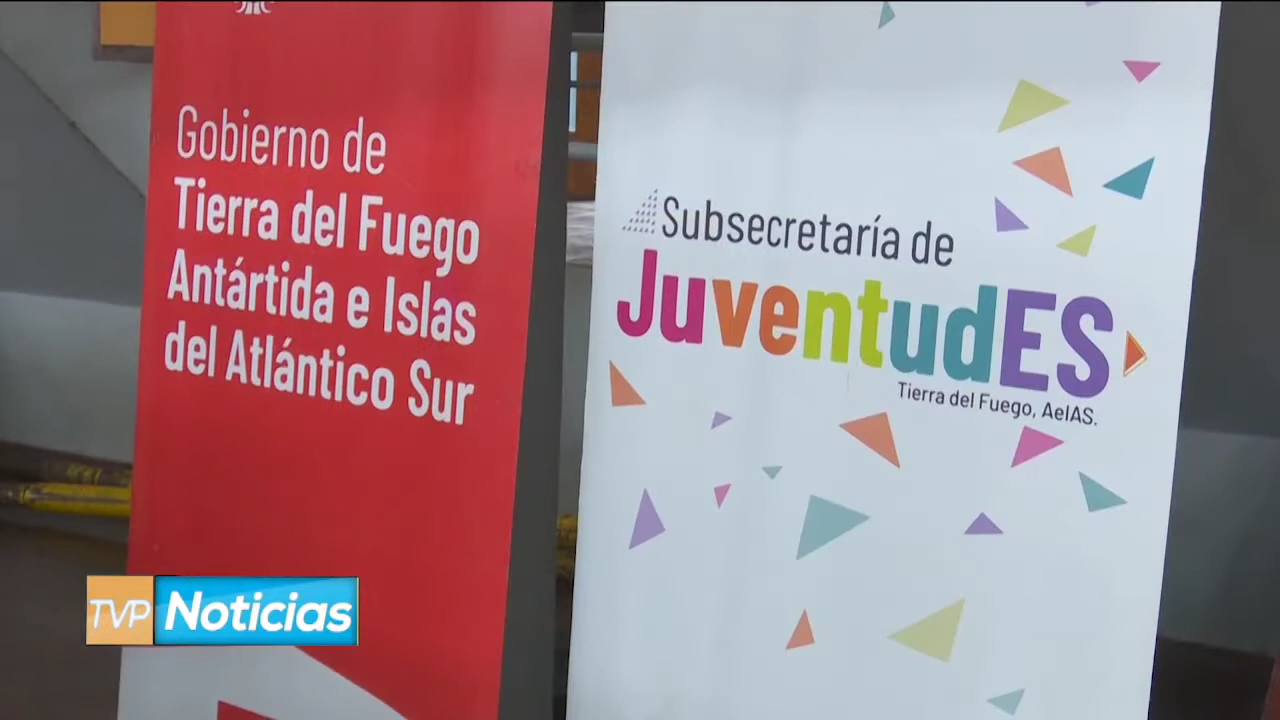 Gobierno de
Tierra del Fuego
Antártida e Islas
del Atlántico Sur
Subsecretaría de
JuventudES
Tierra del Fuego, AeIAS.
TVP Noticias